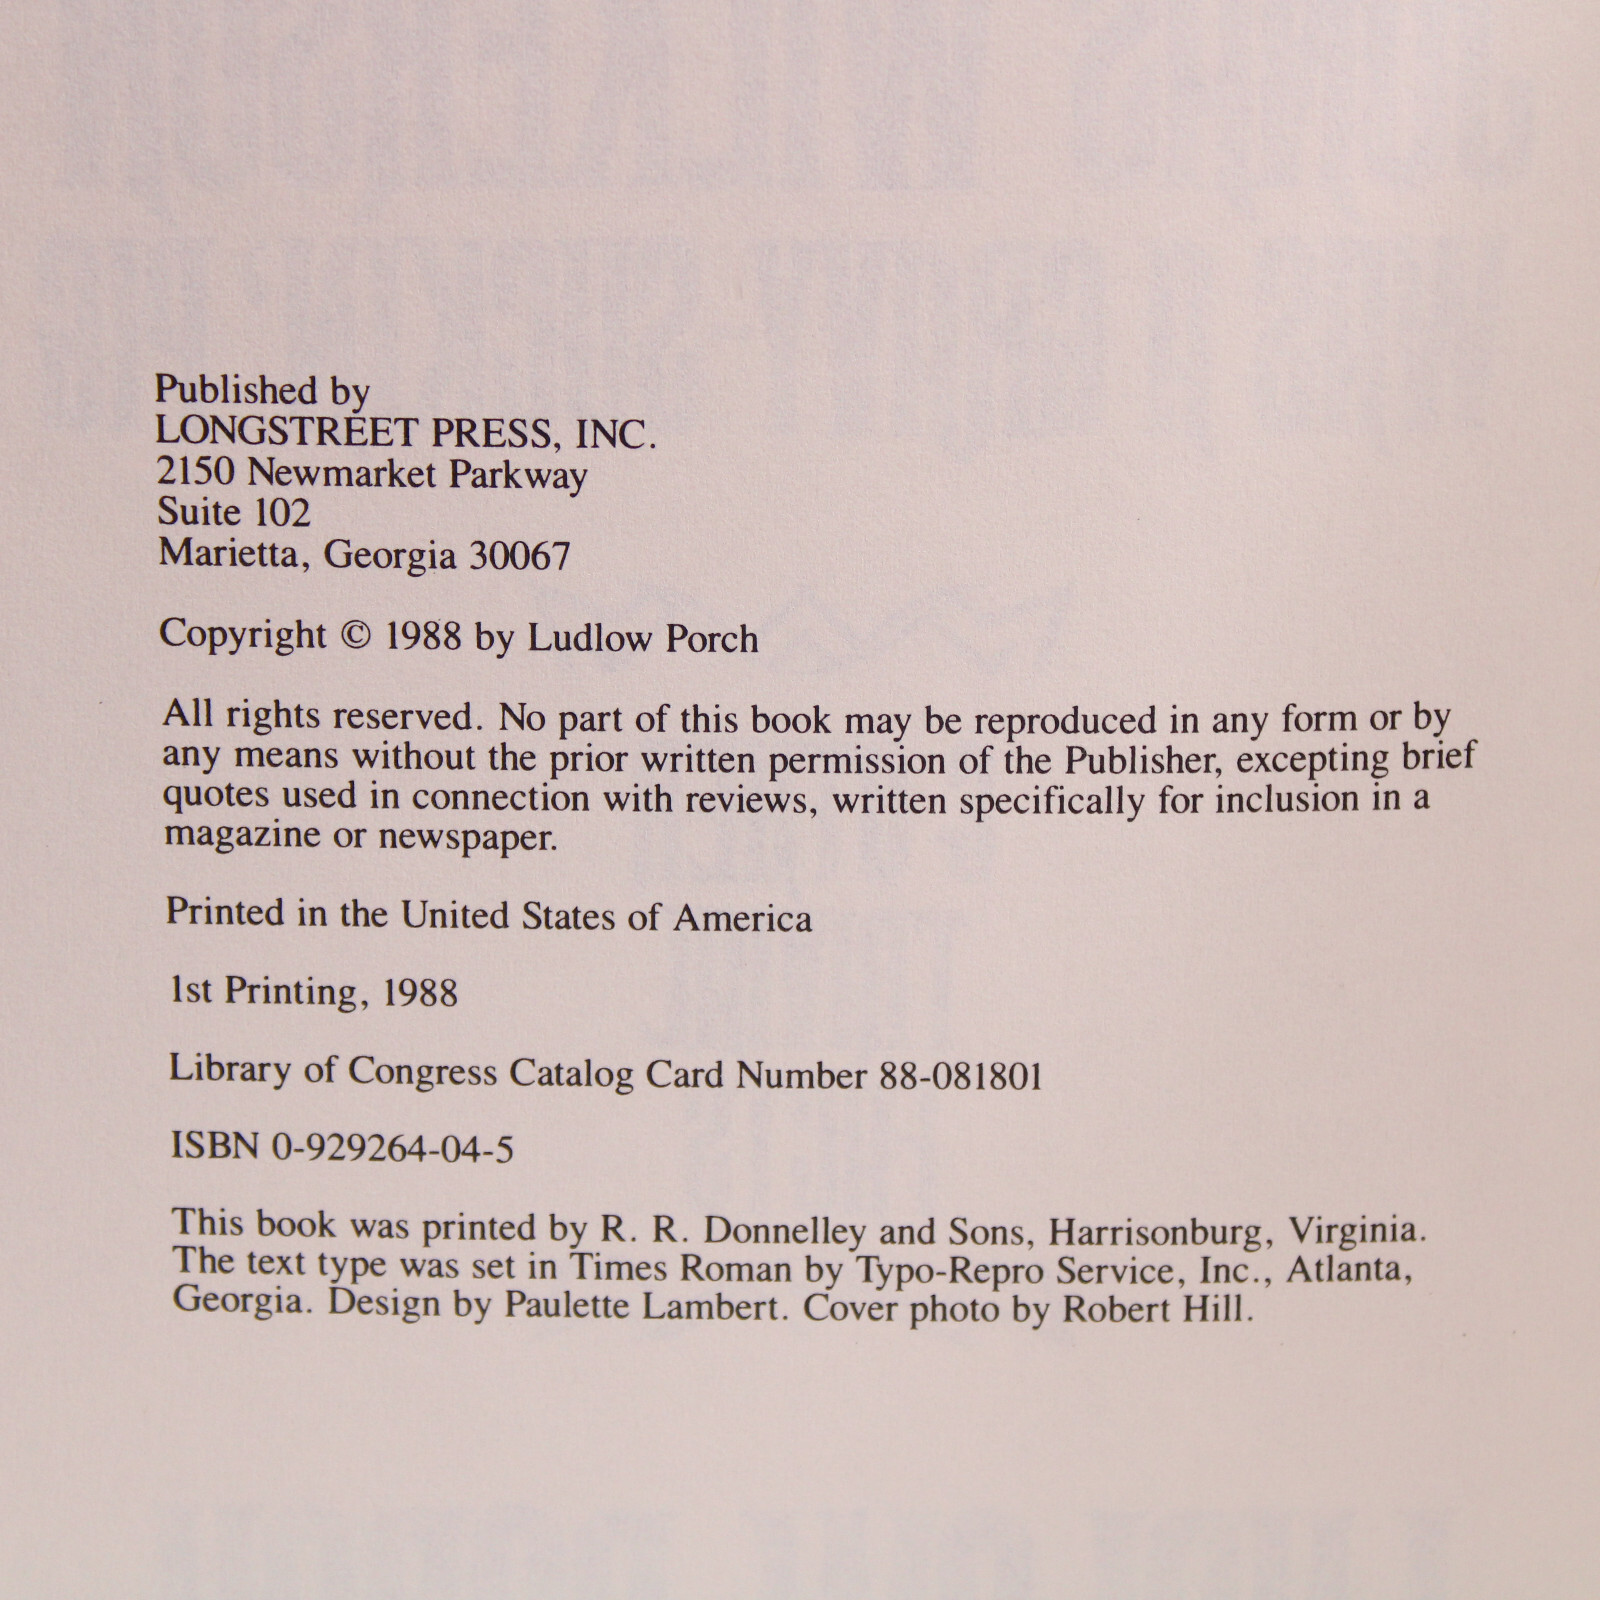 Published by
LONGSTREET PRESS, INC.
2150 Newmarket Parkway
Suite 102
Marietta, Georgia 30067
Copyright © 1988 by Ludlow Porch
All rights reserved. No part of this book may be reproduced in any form or by
any means without the prior written permission of the Publisher, excepting brief
quotes used in connection with reviews, written specifically for inclusion in a
magazine or newspaper.
Printed in the United States of America
1st Printing, 1988
Library of Congress Catalog Card Number 88-081801
ISBN 0-929264-04-5
This book was printed by R. R. Donnelley and Sons, Harrisonburg, Virginia.
The text type was set in Times Roman by Typo-Repro Service, Inc., Atlanta,
Georgia. Design by Paulette Lambert. Cover photo by Robert Hill.